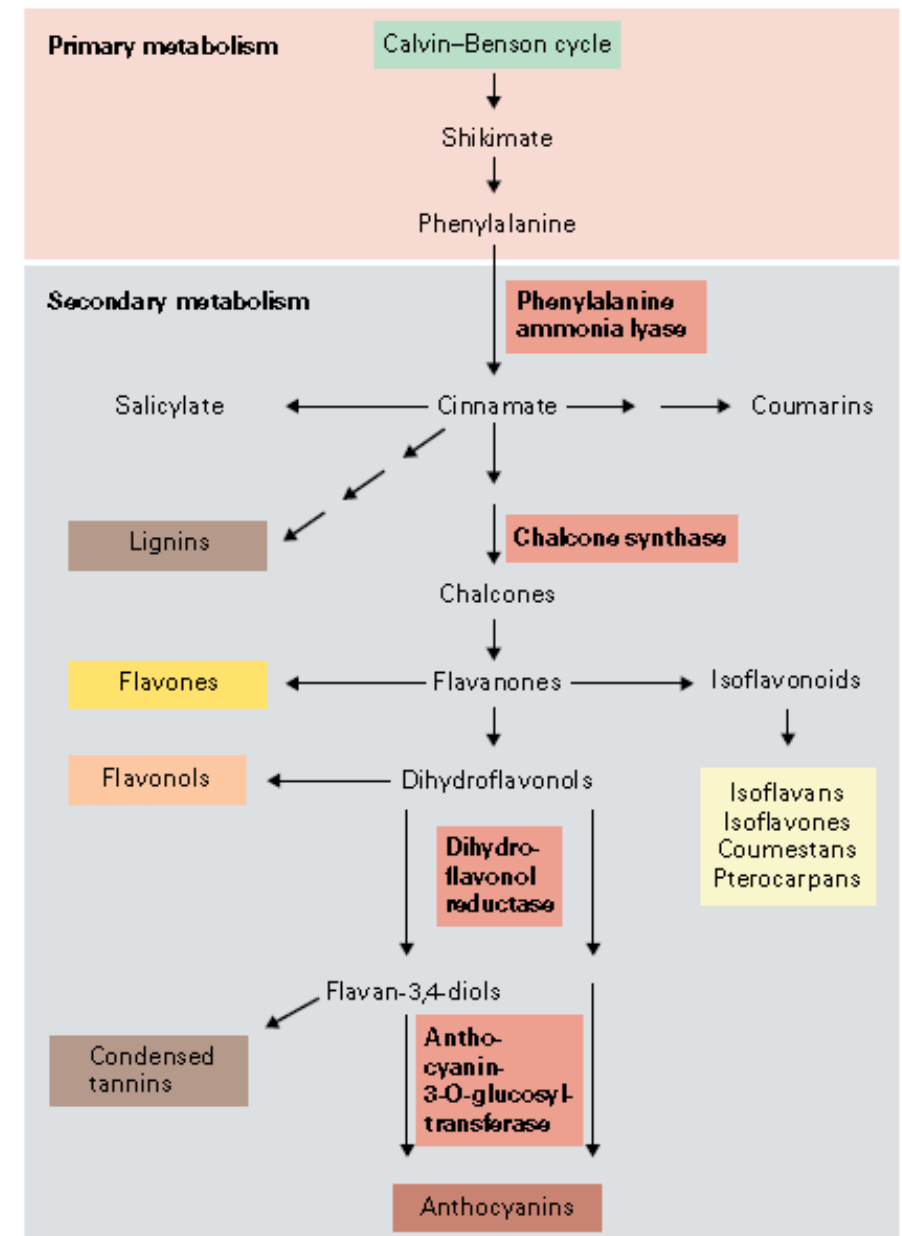 Primary metabolism
Calvin–Benson cycle
Shikimate
Phenylalanine
Secondary metabolism
Phenylalanine
ammonia lyase
Salicylate
Cinnamate
Coumarins
Lignins
Chalcone synthase
Chalcones
Flavones
Flavanones
Isoflavonoids
Flavonols
Dihydroflavonols
Isoflavans
Isoflavones
Coumestans
Pterocarpans
Dihydro-
flavonol
reductase
Flavan-3,4-diols
Condensed
tannins
Antho-
cyanin-
3-O-glucosyl-
transferase
Anthocyanins